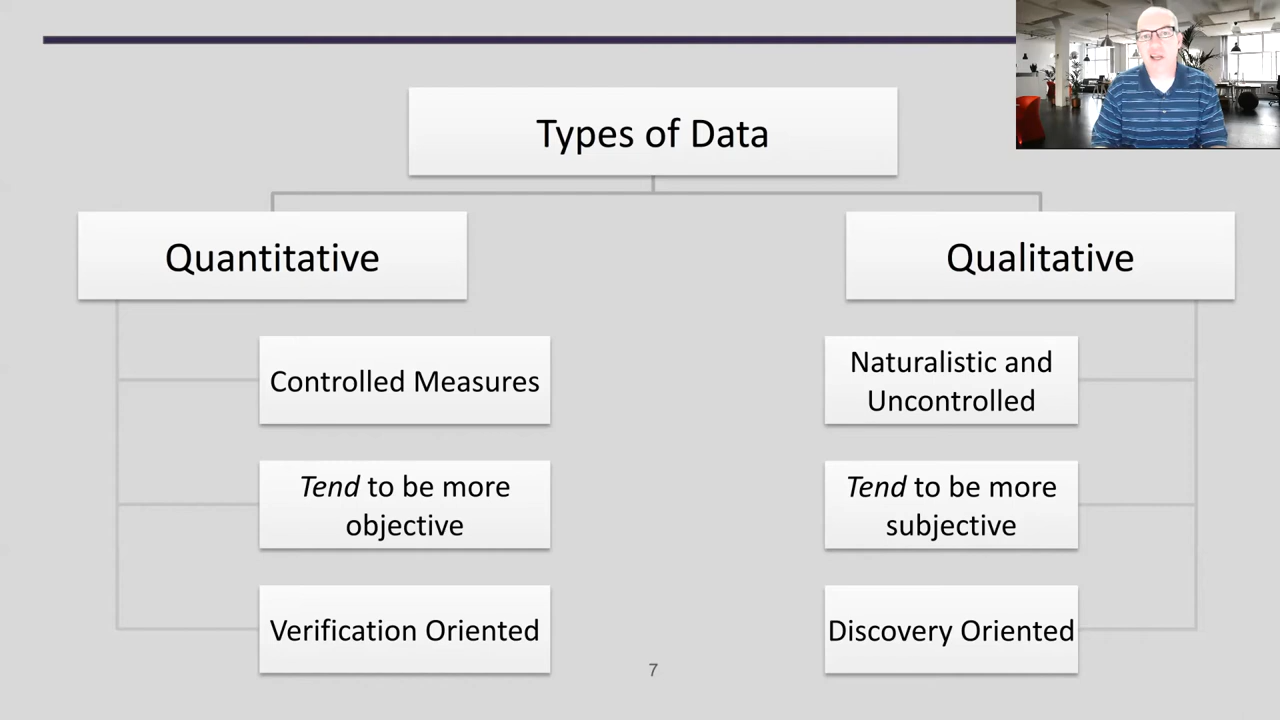 Types of Data
Quantitative
Controlled Measures
Tend to be more
objective
Verification Oriented
Qualitative
Naturalistic and
Uncontrolled
Tend to be more
subjective
Discovery Oriented
7